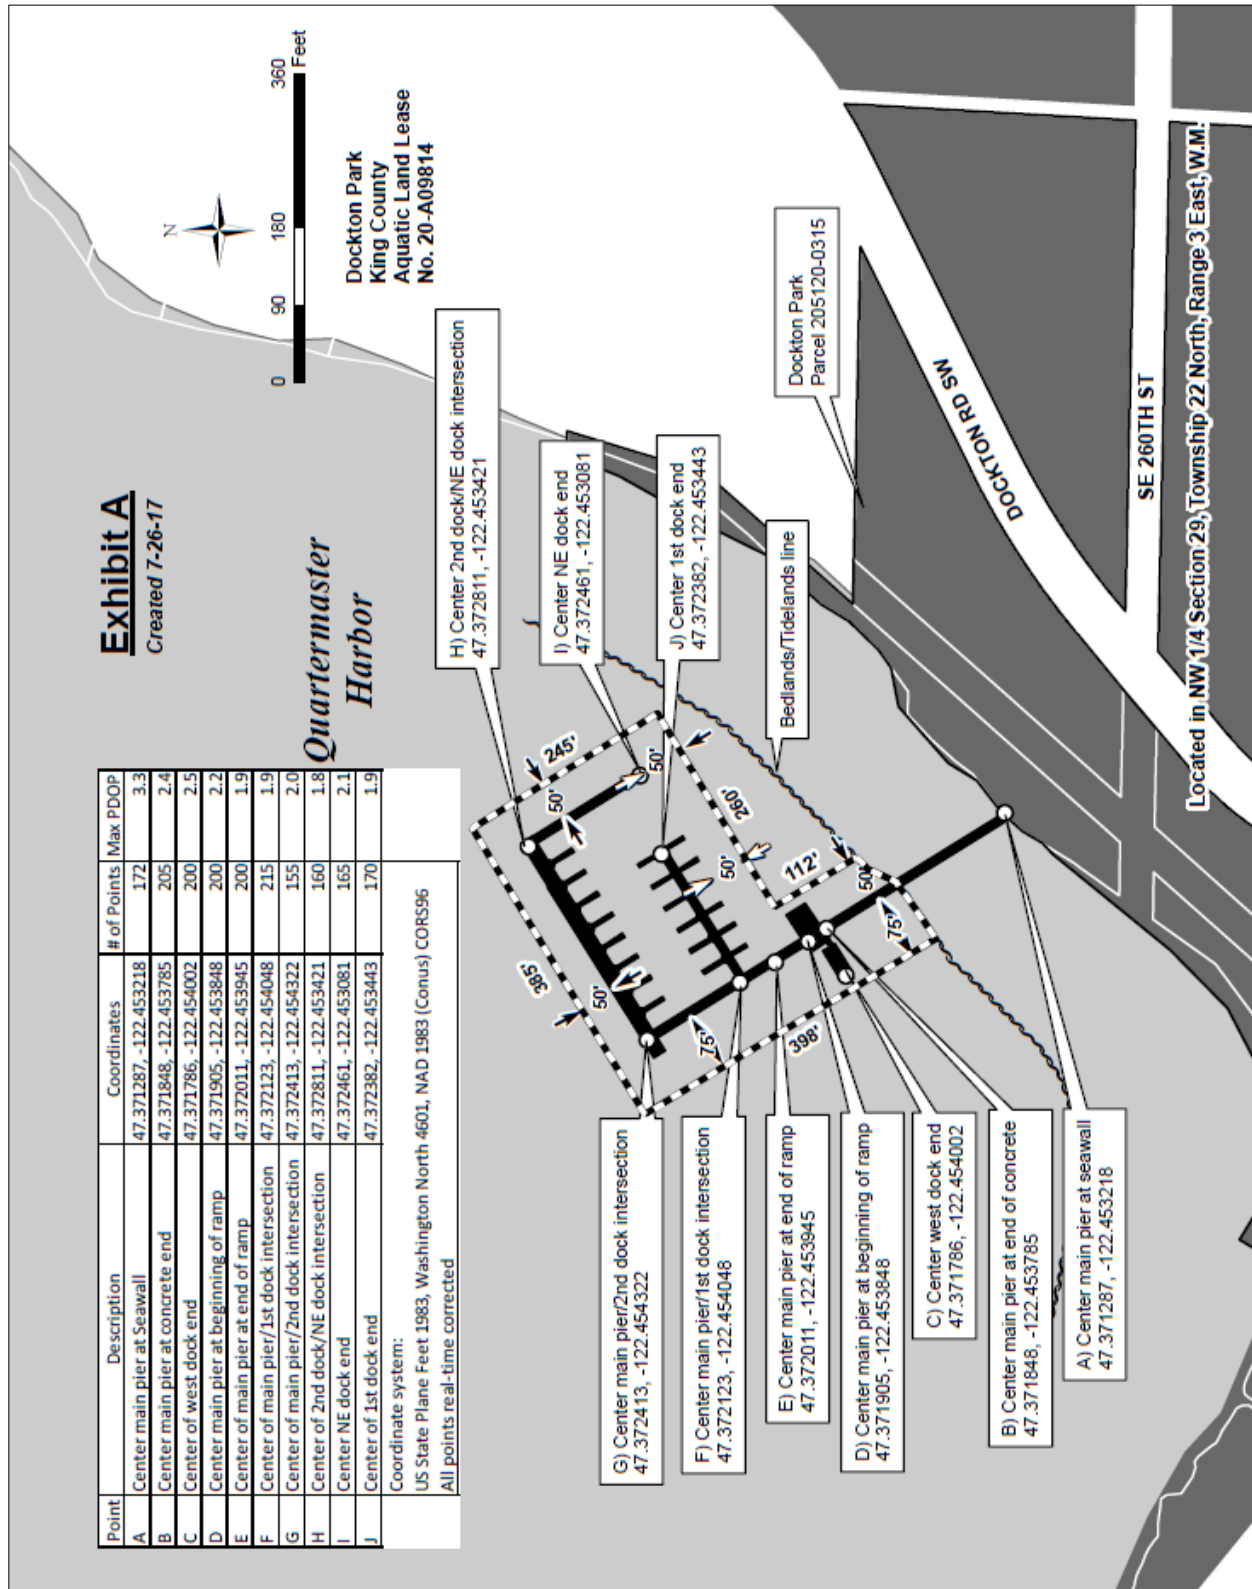 Exhibit A
Created 7-26-17
Point Description Coordinates # of Points Max PDOP
A Center main pier at Seawall 47.371287, -122.453218 172 3.3
B Center main pier at concrete end 47.371848, -122.453785 205 2.4
C Center of west dock end 47.371786, -122.454002 200 2.5
D Center main pier at beginning of ramp 47.371905, -122.453848 200 2.2
E Center of main pier at end of ramp 47.372011, -122.453945 200 1.9
F Center of main pier/1st dock intersection 47.372123, -122.454048 215 1.9
G Center of main pier/2nd dock intersection 47.372413, -122.454322 155 2.0
H Center of 2nd dock/NE dock intersection 47.372811, -122.453421 160 1.8
I Center NE dock end 47.372461, -122.453081 165 2.1
J Center of 1st dock end 47.372382, -122.453443 170 1.9
Coordinate system:
US State Plane Feet 1983, Washington North 4601, NAD 1983 (Conus) CORS96
All points real-time corrected
Quartermaster
Harbor
N
0 90 180 360
Feet
Dockton Park
King County
Aquatic Land Lease
No. 20-A09814
H) Center 2nd dock/NE dock intersection
47.372811, -122.453421
I) Center NE dock end
47.372461, -122.453081
J) Center 1st dock end
47.372382, -122.453443
Bedlands/Tidelands line
Dockton Park
Parcel 205120-0315
G) Center main pier/2nd dock intersection
47.372413, -122.454322
F) Center main pier/1st dock intersection
47.372123, -122.454048
E) Center main pier at end of ramp
47.372011, -122.453945
D) Center main pier at beginning of ramp
47.371905, -122.453848
C) Center west dock end
47.371786, -122.454002
B) Center main pier at end of concrete
47.371848, -122.453785
A) Center main pier at seawall
47.371287, -122.453218
385'
50'
245'
50'
50'
260'
50'
112'
50'
75'
398'
75'
DOCKTON RD SW
SE 260TH ST
Located in NW 1/4 Section 29, Township 22 North, Range 3 East, W.M.